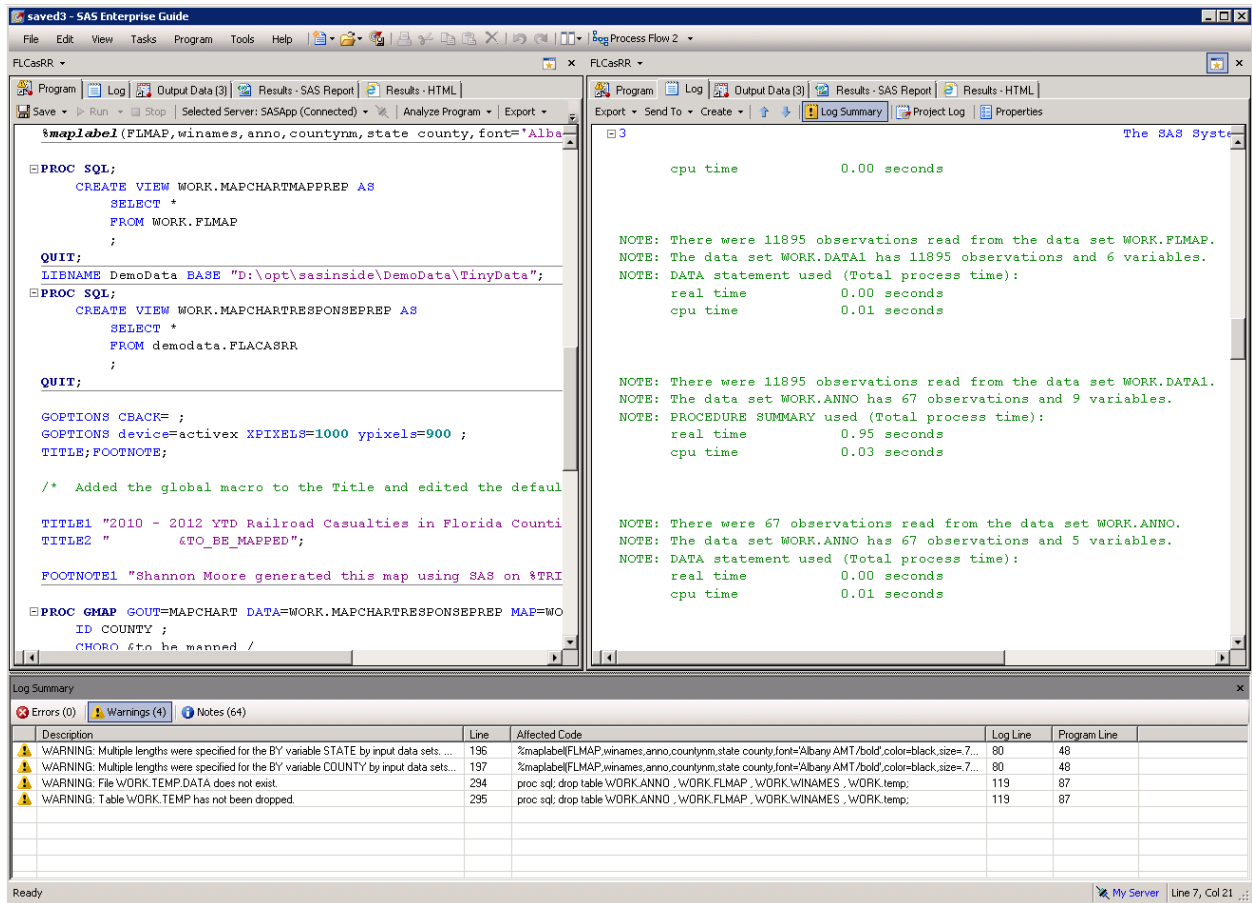 saved3 - SAS Enterprise Guide
File Edit View Tasks Program Tools Help Process Flow 2
FLCasRR
Program Log Output Data (3) Results - SAS Report Results - HTML
Save Run Stop Selected Server: SASApp (Connected) Analyze Program Export
%maplabel(FLMAP,winames,anno,countynm,state county,font='Alba
PROC SQL;
CREATE VIEW WORK.MAPCHARTMAPPREP AS
SELECT *
FROM WORK.FLMAP
;
QUIT;
LIBNAME DemoData BASE "D:\opt\sasinside\DemoData\TinyData";
PROC SQL;
CREATE VIEW WORK.MAPCHARTRESPONSEPREP AS
SELECT *
FROM demodata.FLACASRR
;
QUIT;
GOPTIONS CBACK= ;
GOPTIONS device=activex XPIXELS=1000 ypixels=900 ;
TITLE;FOOTNOTE;
/* Added the global macro to the Title and edited the defaul
TITLE1 "2010 - 2012 YTD Railroad Casualties in Florida Counti
TITLE2 " &TO_BE_MAPPED";
FOOTNOTE1 "Shannon Moore generated this map using SAS on %TRI
PROC GMAP GOUT=MAPCHART DATA=WORK.MAPCHARTRESPONSEPREP MAP=WO
ID COUNTY ;
CHORO &to_be_mapped /
FLCasRR
Program Log Output Data (3) Results - SAS Report Results - HTML
Export Send To Create Log Summary Project Log Properties
3 The SAS Syste
cpu time 0.00 seconds
NOTE: There were 11895 observations read from the data set WORK.FLMAP.
NOTE: The data set WORK.DATA1 has 11895 observations and 6 variables.
NOTE: DATA statement used (Total process time):
real time 0.00 seconds
cpu time 0.01 seconds
NOTE: There were 11895 observations read from the data set WORK.DATA1.
NOTE: The data set WORK.ANNO has 67 observations and 9 variables.
NOTE: PROCEDURE SUMMARY used (Total process time):
real time 0.95 seconds
cpu time 0.03 seconds
NOTE: There were 67 observations read from the data set WORK.ANNO.
NOTE: The data set WORK.ANNO has 67 observations and 5 variables.
NOTE: DATA statement used (Total process time):
real time 0.00 seconds
cpu time 0.01 seconds
Log Summary
Errors (0) Warnings (4) Notes (64)
Description Line Affected Code Log Line Program Line
WARNING: Multiple lengths were specified for the BY variable STATE by input data sets. ... 196 %maplabel(FLMAP,winames,anno,countynm,state county,font='Albany AMT/bold',color=black,size=.7... 80 48
WARNING: Multiple lengths were specified for the BY variable COUNTY by input data sets... 197 %maplabel(FLMAP,winames,anno,countynm,state county,font='Albany AMT/bold',color=black,size=.7... 80 48
WARNING: File WORK.TEMP.DATA does not exist. 294 proc sql; drop table WORK.ANNO , WORK.FLMAP , WORK.WINAMES , WORK.temp; 119 87
WARNING: Table WORK.TEMP has not been dropped. 295 proc sql; drop table WORK.ANNO , WORK.FLMAP , WORK.WINAMES , WORK.temp; 119 87
Ready My Server Line 7, Col 21